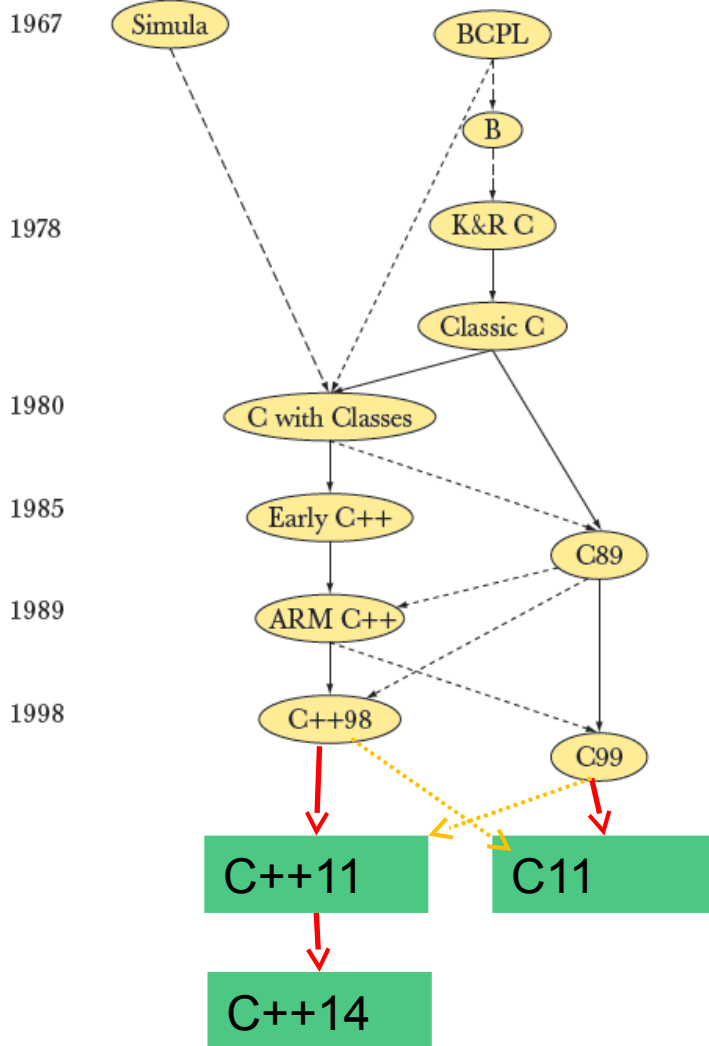 1967
Simula
BCPL
B
1978
K&R C
Classic C
1980
C with Classes
1985
Early C++
C89
1989
ARM C++
1998
C++98
C99
C++11
C11
C++14